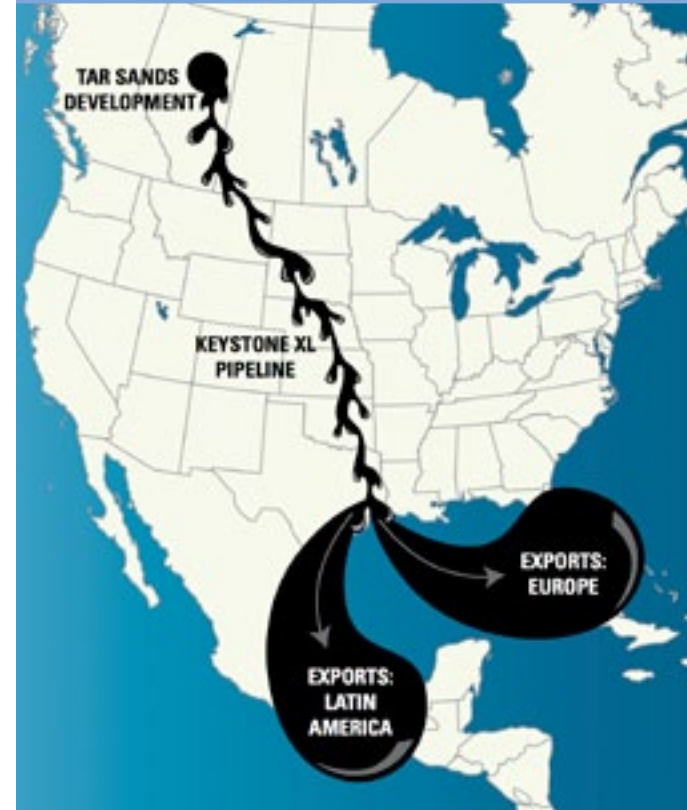 TAR SANDS
DEVELOPMENT
KEYSTONE XL
PIPELINE
EXPORTS:
EUROPE
EXPORTS:
LATIN
AMERICA